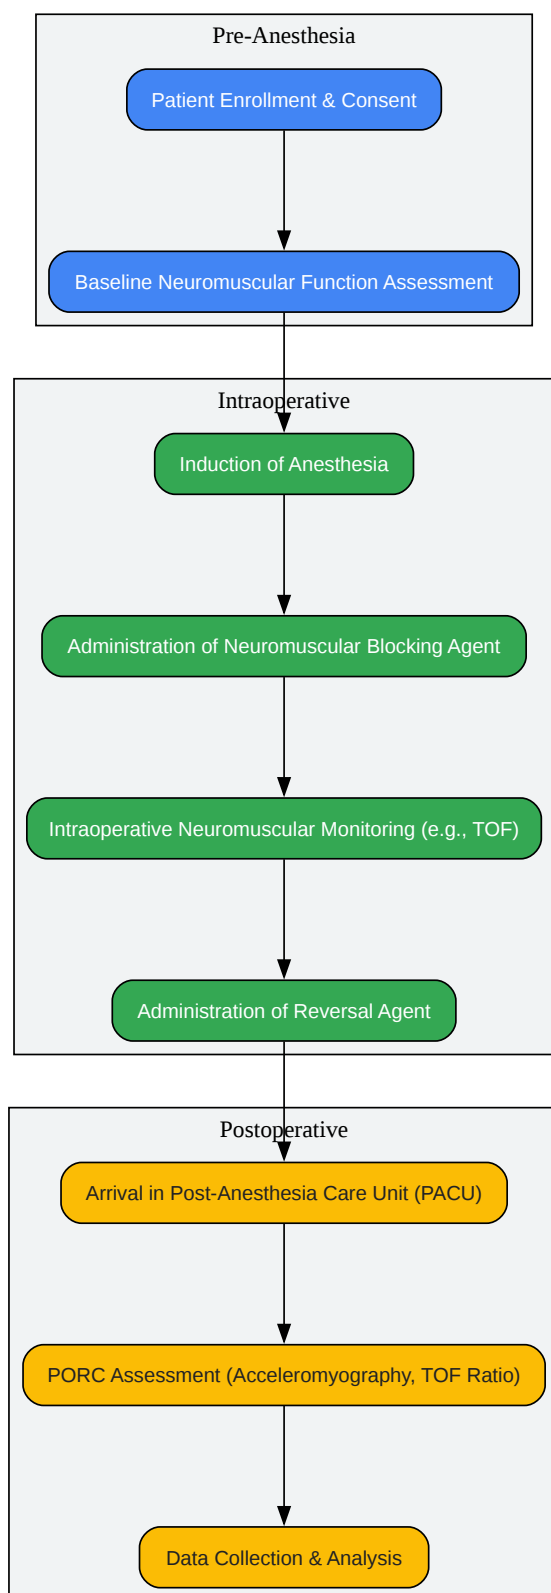 Pre-Anesthesia
Patient Enrollment & Consent
Baseline Neuromuscular Function Assessment
Intraoperative
Induction of Anesthesia
Administration of Neuromuscular Blocking Agent
Intraoperative Neuromuscular Monitoring (e.g., TOF)
Administration of Reversal Agent
Postoperative
Arrival in Post-Anesthesia Care Unit (PACU)
PORC Assessment (Acceleromyography, TOF Ratio)
Data Collection & Analysis